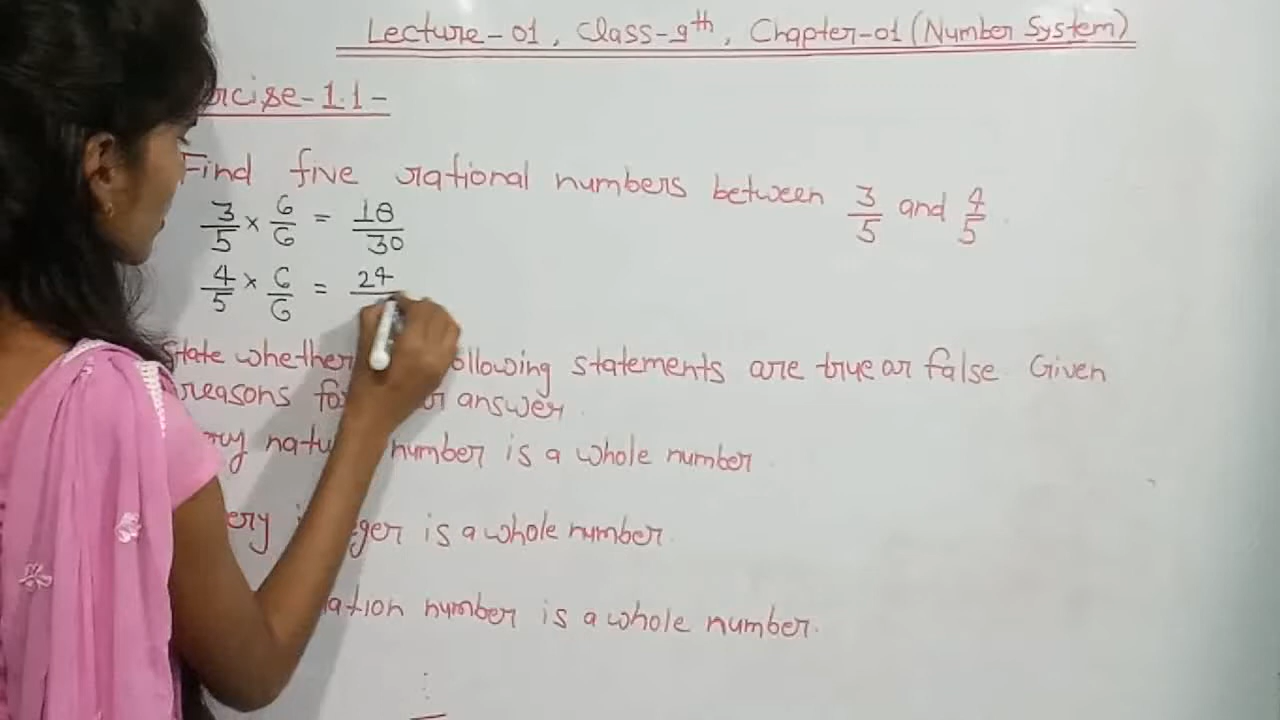 Lecture-01, Class-9th, Chapter-01 (Number System)
Exercise-1.1-
Find five rational numbers between 3/5 and 4/5.
3/5 × 6/6 = 18/30
4/5 × 6/6 = 24
State whether following statements are true or false Given
reasons answer.
natural number is a whole number
is a whole number.
number is a whole number.